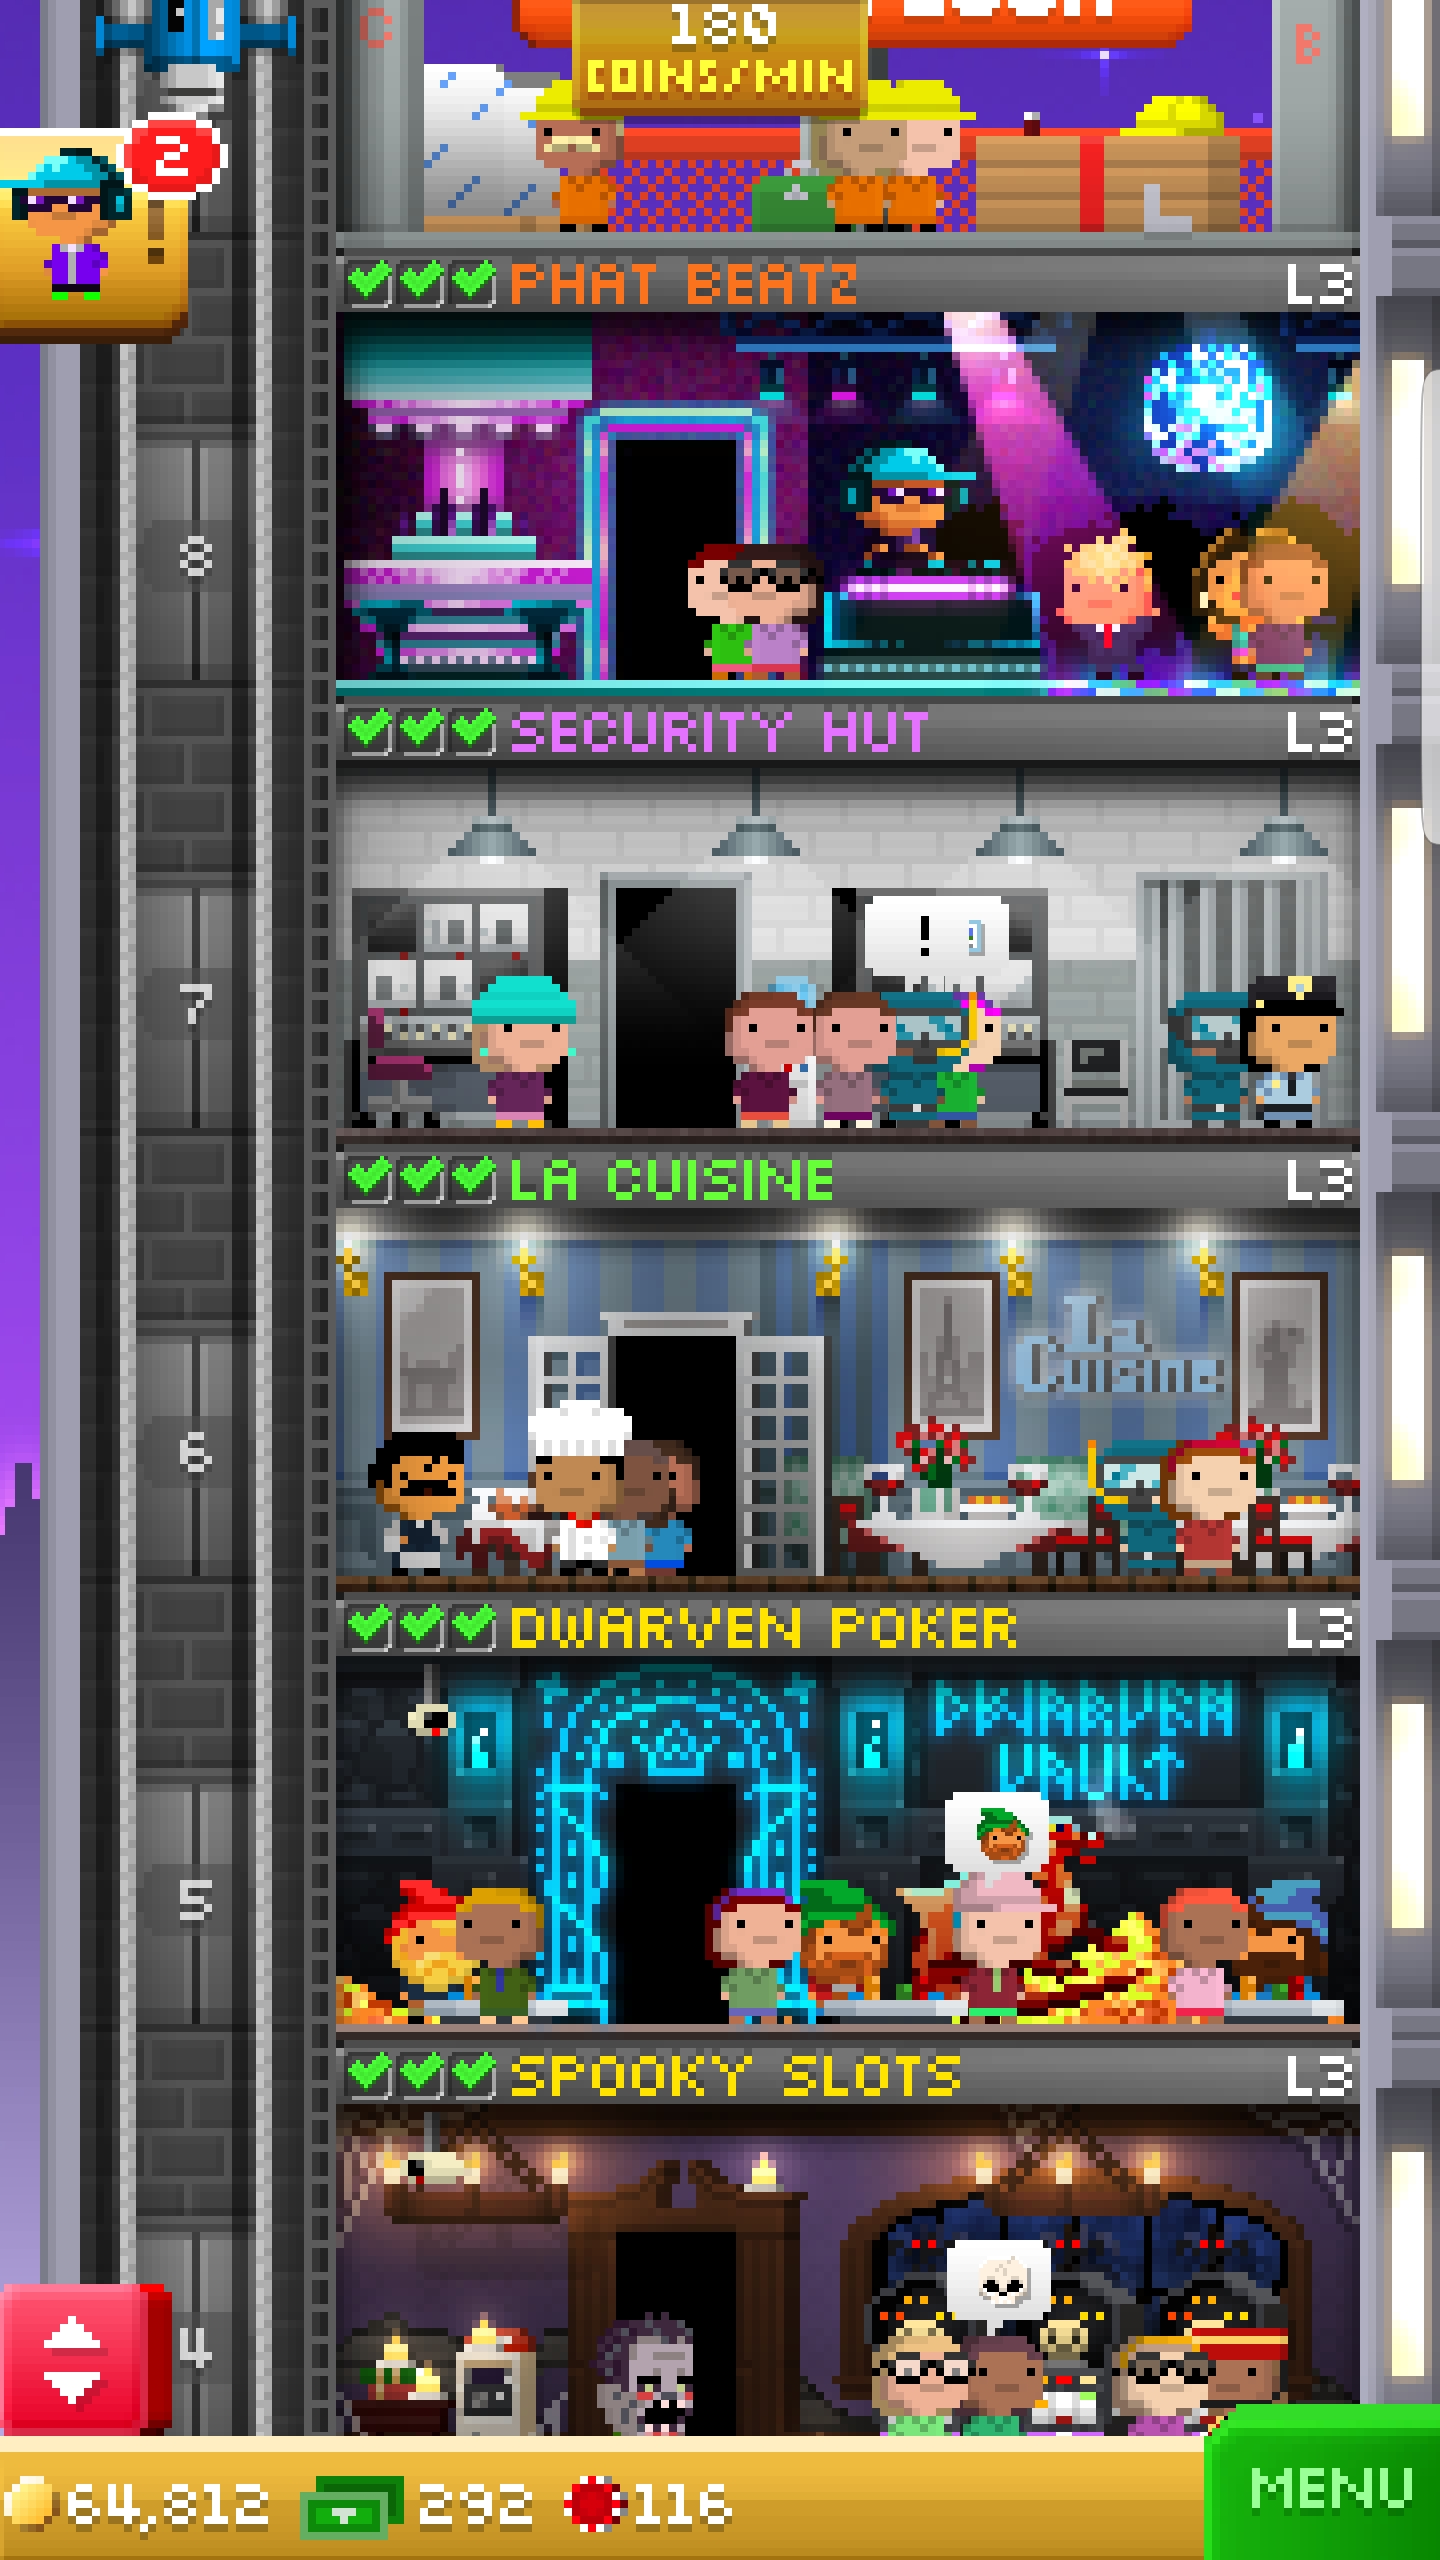 C
180
B
COINS/MIN
2
!
PHAT BEATZ L3
8
SECURITY HUT L3
!
7
LA CUISINE L3
La
Cuisine
6
DWARVEN POKER L3
DWARVEN
VAULT
5
SPOOKY SLOTS L3
4
64,812 292 116
MENU